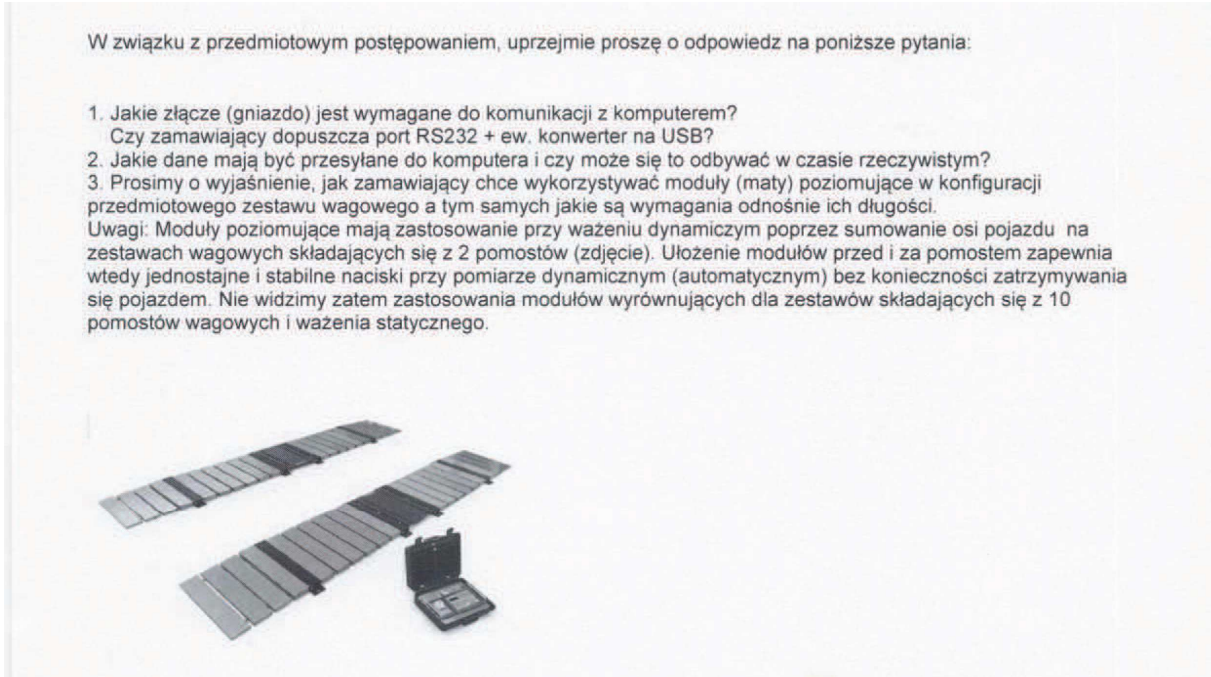 W związku z przedmiotowym postępowaniem, uprzejmie proszę o odpowiedz na poniższe pytania:
1. Jakie złącze (gniazdo) jest wymagane do komunikacji z komputerem?
Czy zamawiający dopuszcza port RS232 + ew. konwerter na USB?
2. Jakie dane mają być przesyłane do komputera i czy może się to odbywać w czasie rzeczywistym?
3. Prosimy o wyjaśnienie, jak zamawiający chce wykorzystywać moduły (maty) poziomujące w konfiguracji
przedmiotowego zestawu wagowego a tym samych jakie są wymagania odnośnie ich długości.
Uwagi: Moduły poziomujące mają zastosowanie przy ważeniu dynamiczym poprzez sumowanie osi pojazdu na
zestawach wagowych składających się z 2 pomostów (zdjęcie). Ułożenie modułów przed i za pomostem zapewnia
wtedy jednostajne i stabilne naciski przy pomiarze dynamicznym (automatycznym) bez konieczności zatrzymywania
się pojazdem. Nie widzimy zatem zastosowania modułów wyrównujących dla zestawów składających się z 10
pomostów wagowych i ważenia statycznego.